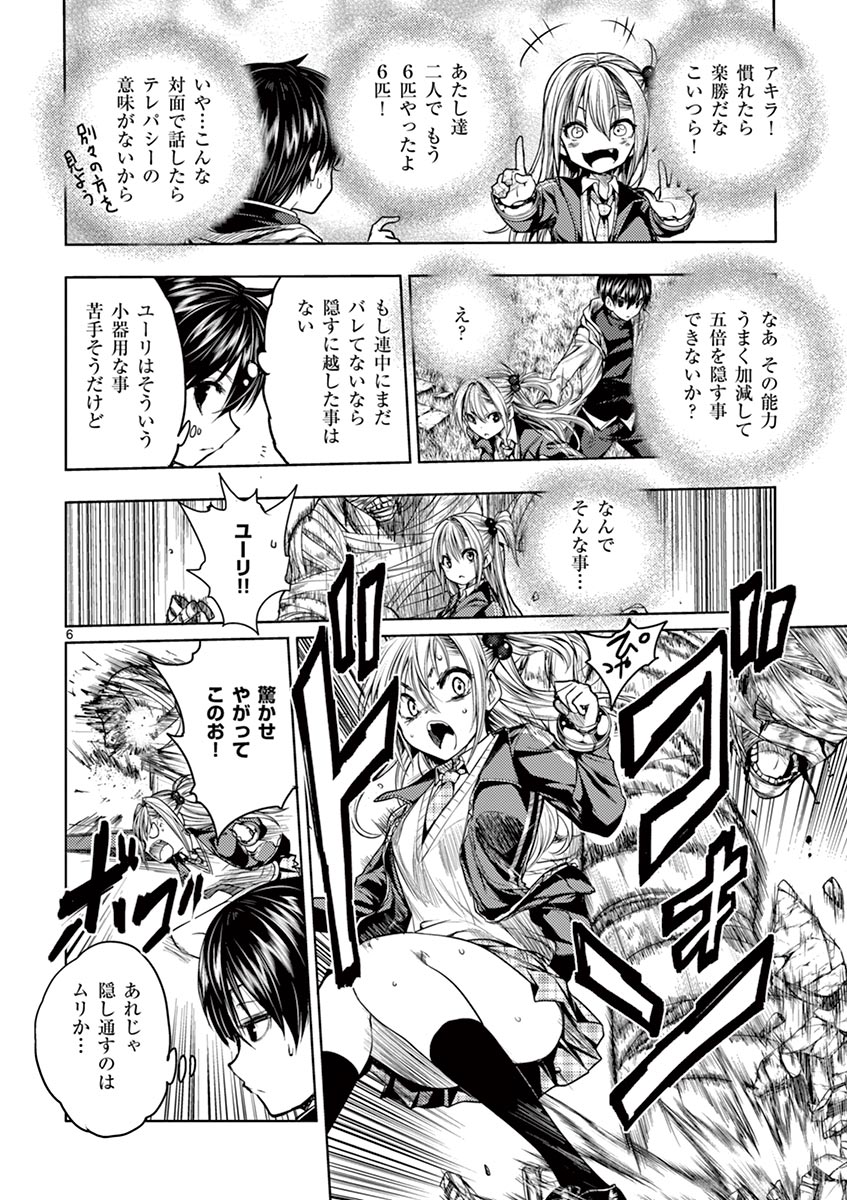 アキラ!
慣れたら
楽勝だな
こいつら!
あたし達
二人で もう
6匹やったよ
6匹!
いや…こんな
対面で話したら
テレパシーの
意味がないから
別々の方を
見よう
なあ その能力
うまく加減して
五倍を隠す事
できないか?
え?
もし連中にまだ
バレてないなら
隠すに越した事は
ない
ユーリはそういう
小器用な事
苦手そうだけど
なんで
そんな事…
ユーリ!!
ぴゃ
ズガン
ド
驚かせ
やがって
このお!
あれじゃ
隠し通すのは
ムリか…
6